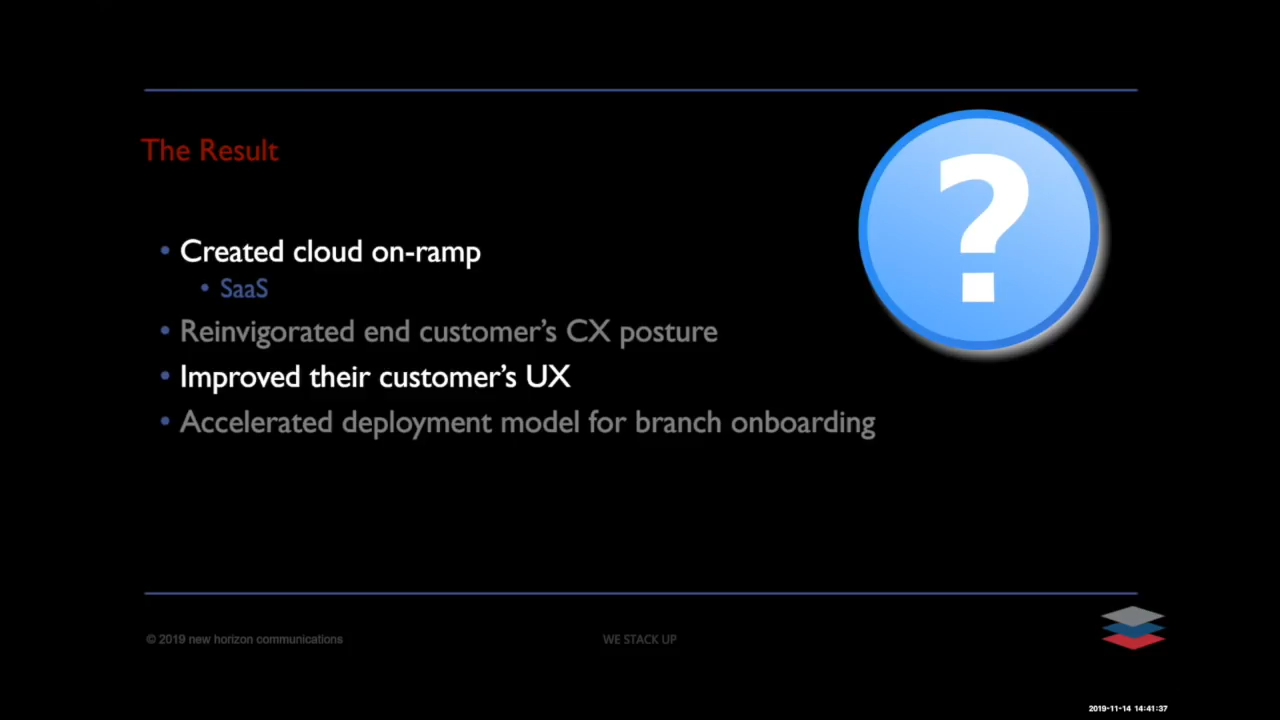 The Result
?
• Created cloud on-ramp
• SaaS
• Reinvigorated end customer’s CX posture
• Improved their customer’s UX
• Accelerated deployment model for branch onboarding
© 2019 new horizon communications
WE STACK UP
2019-11-14 14:41:37